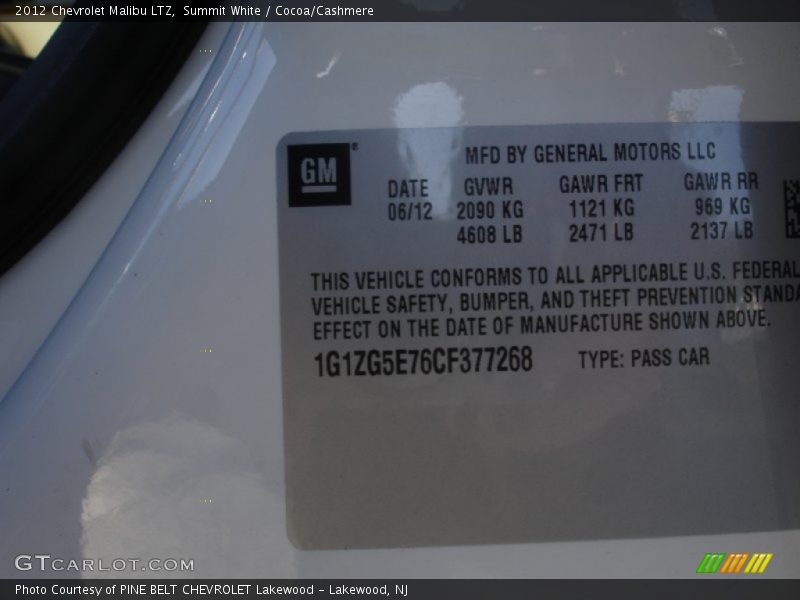 2012 Chevrolet Malibu LTZ, Summit White / Cocoa/Cashmere
GM®
MFD BY GENERAL MOTORS LLC
DATE GVWR GAWR FRT GAWR RR
06/12 2090 KG 1121 KG 969 KG
4608 LB 2471 LB 2137 LB
THIS VEHICLE CONFORMS TO ALL APPLICABLE U.S. FEDERAL
VEHICLE SAFETY, BUMPER, AND THEFT PREVENTION STANDA
EFFECT ON THE DATE OF MANUFACTURE SHOWN ABOVE.
1G1ZG5E76CF377268 TYPE: PASS CAR
GTCARLOT.COM
Photo Courtesy of PINE BELT CHEVROLET Lakewood - Lakewood, NJ